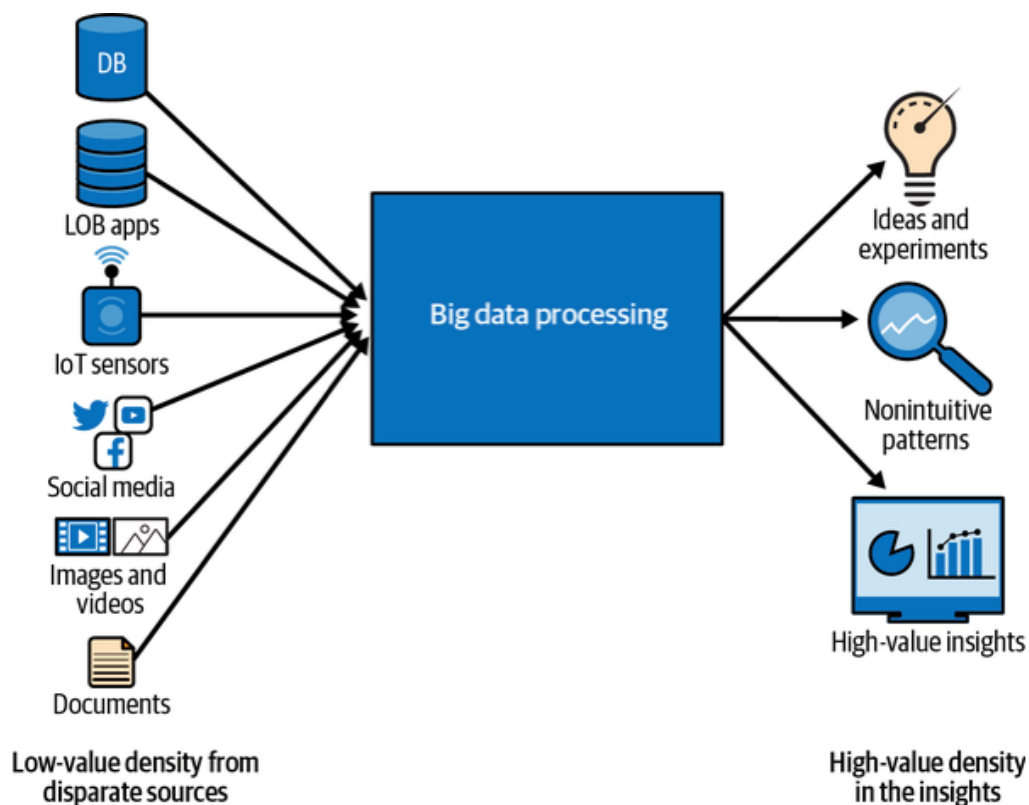 DB
LOB apps
IoT sensors
Social media
Images and
videos
Documents
Low-value density from
disparate sources
Big data processing
Ideas and
experiments
Nonintuitive
patterns
High-value insights
High-value density
in the insights